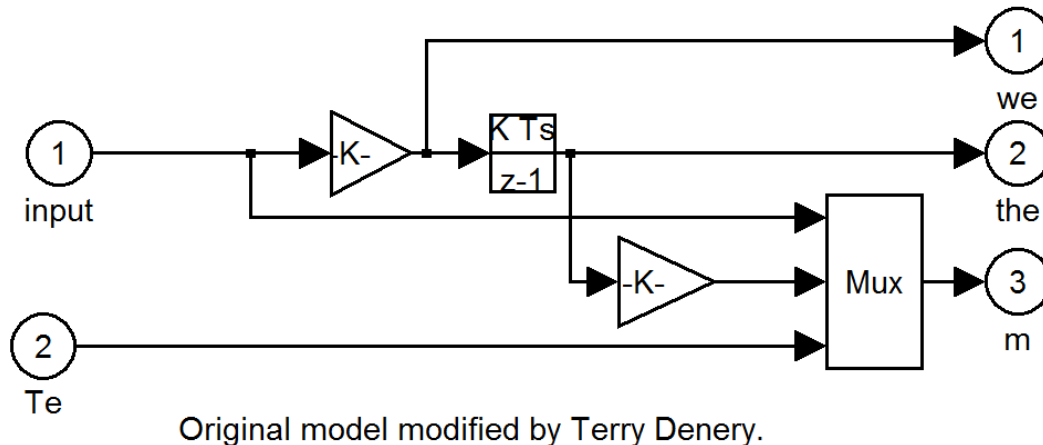 1
we
1
input
-K-
K Ts
z-1
2
the
-K-
Mux
3
m
2
Te
Original model modified by Terry Denery.